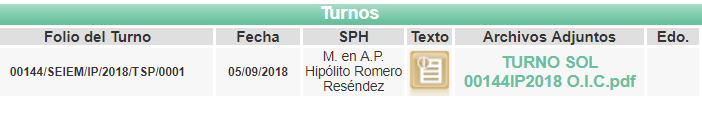 Turnos
Folio del Turno Fecha SPH Texto Archivos Adjuntos Edo.
00144/SEIEM/IP/2018/TSP/0001 05/09/2018 M. en A.P. Hipólito Romero Reséndez TURNO SOL 00144IP2018 O.I.C.pdf